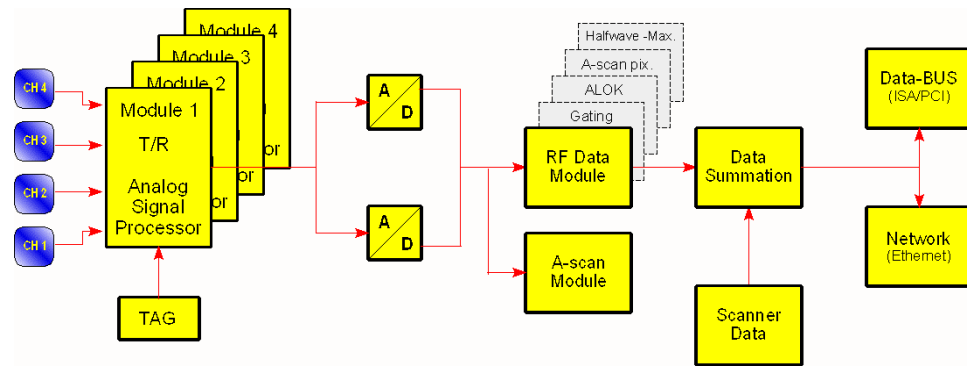 CH 4
CH 3
CH 2
CH 1
Module 4
Module 3
Module 2
Module 1
T/R
Analog
Signal
Processor
or
or
or
TAG
A
D
A
D
Halfwave -Max.
A-scan pix.
ALOK
Gating
RF Data
Module
A-scan
Module
Data
Summation
Scanner
Data
Data-BUS
(ISA/PCI)
Network
(Ethernet)